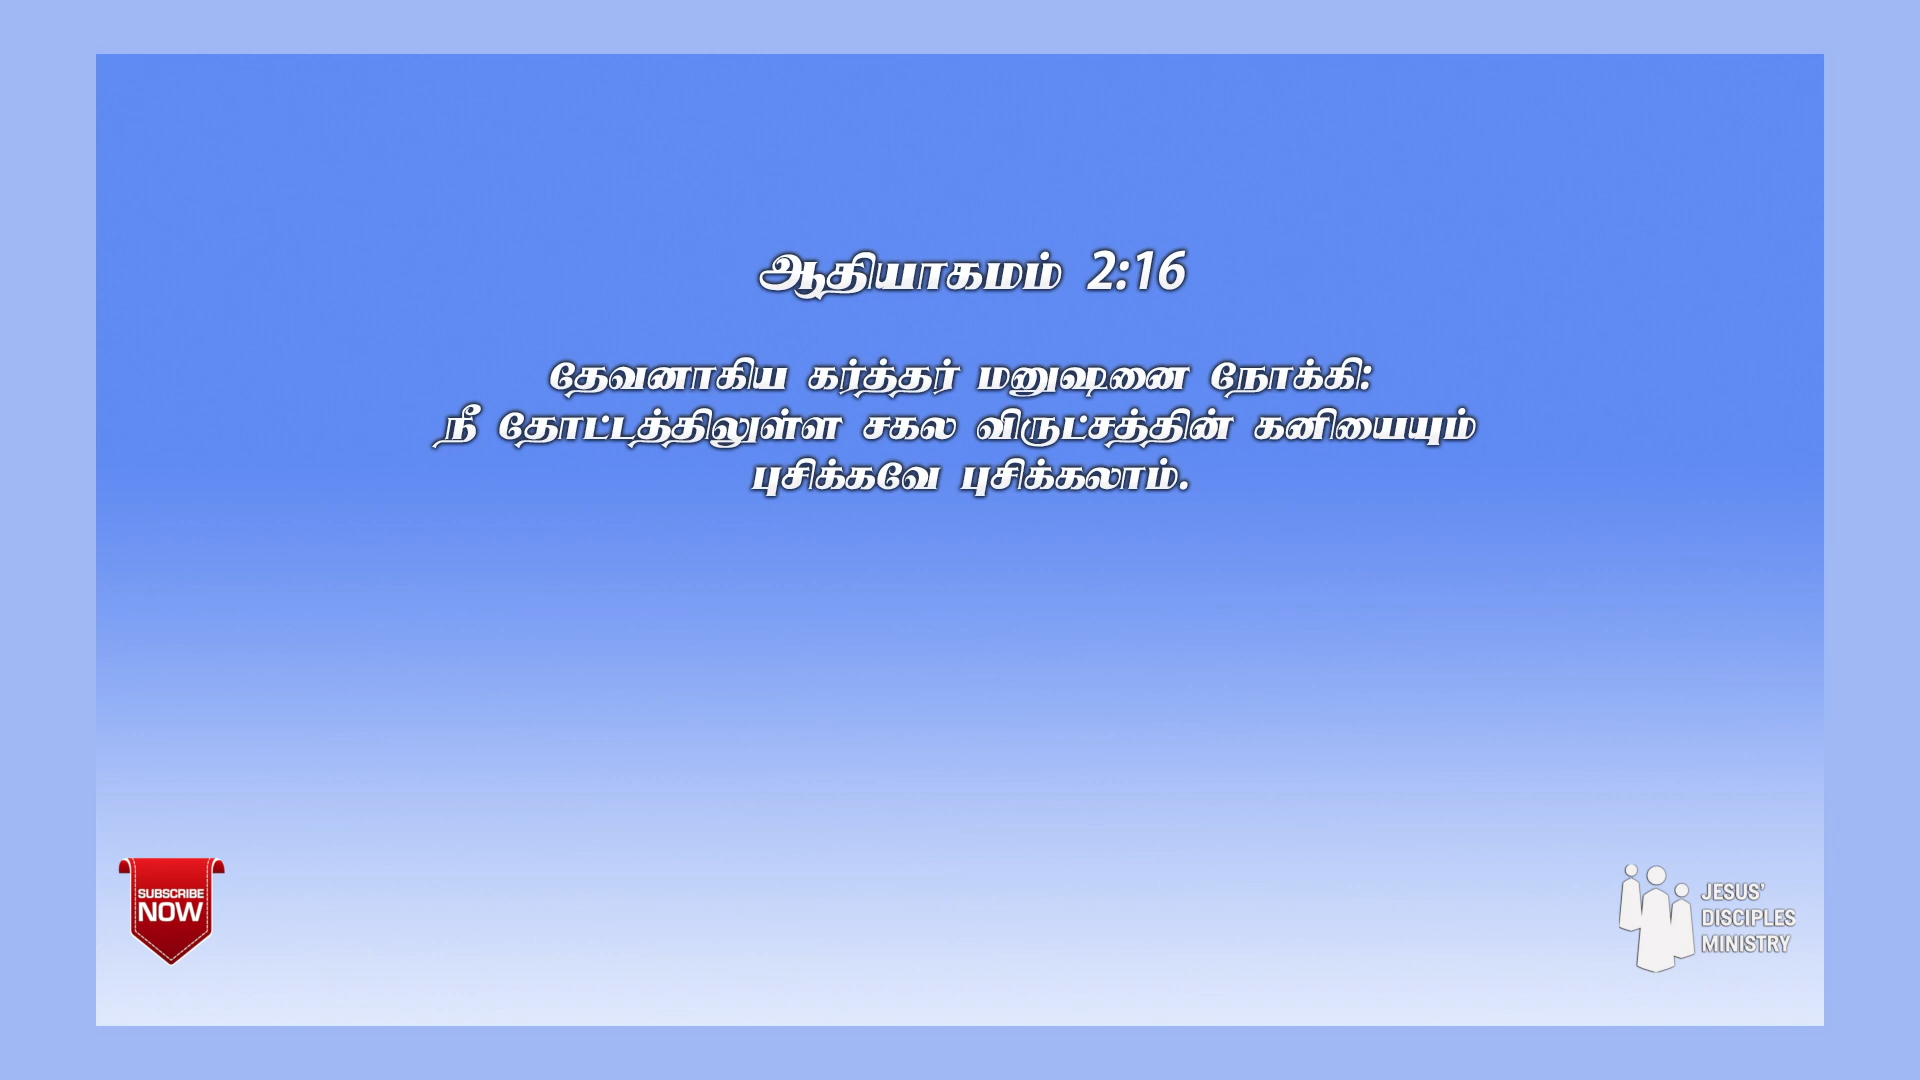 ஆதியாகமம் 2:16
தேவனாகிய கர்த்தர் மனுஷனை நோக்கி:
நீ தோட்டத்திலுள்ள சகல விருட்சத்தின் கனியையும்
புசிக்கவே புசிக்கலாம்.
SUBSCRIBE
NOW
JESUS'
DISCIPLES
MINISTRY